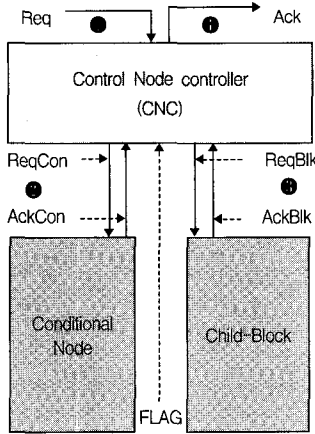 Req
Ack
Control Node controller
(CNC)
ReqCon
ReqBlk
AckCon
AckBlk
Conditional
Node
Child-Block
FLAG